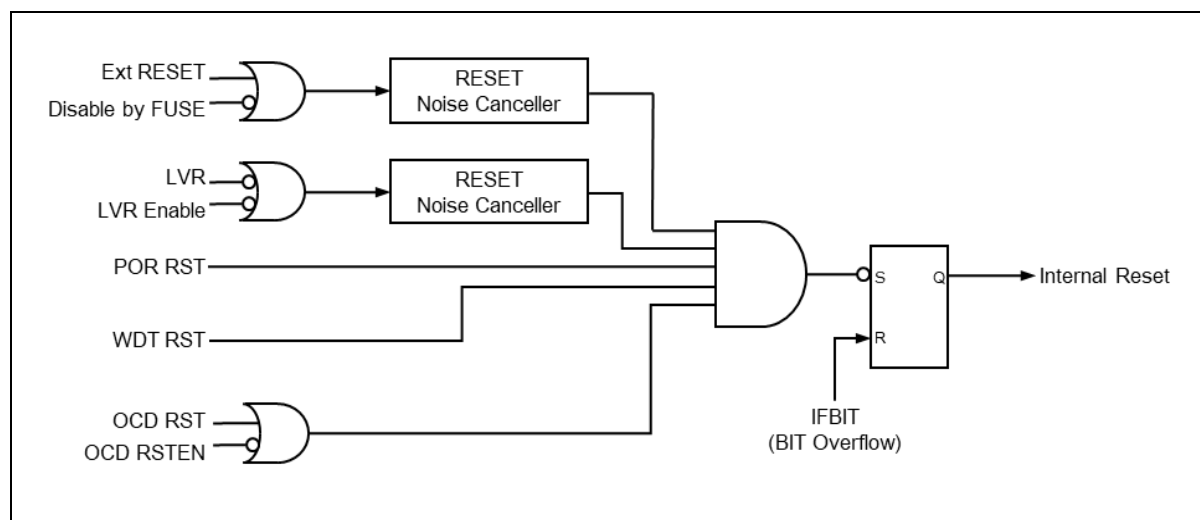 Ext RESET
Disable by FUSE
RESET
Noise Canceller
LVR
LVR Enable
RESET
Noise Canceller
POR RST
WDT RST
OCD RST
OCD RSTEN
S
Q
R
Internal Reset
IFBIT
(BIT Overflow)